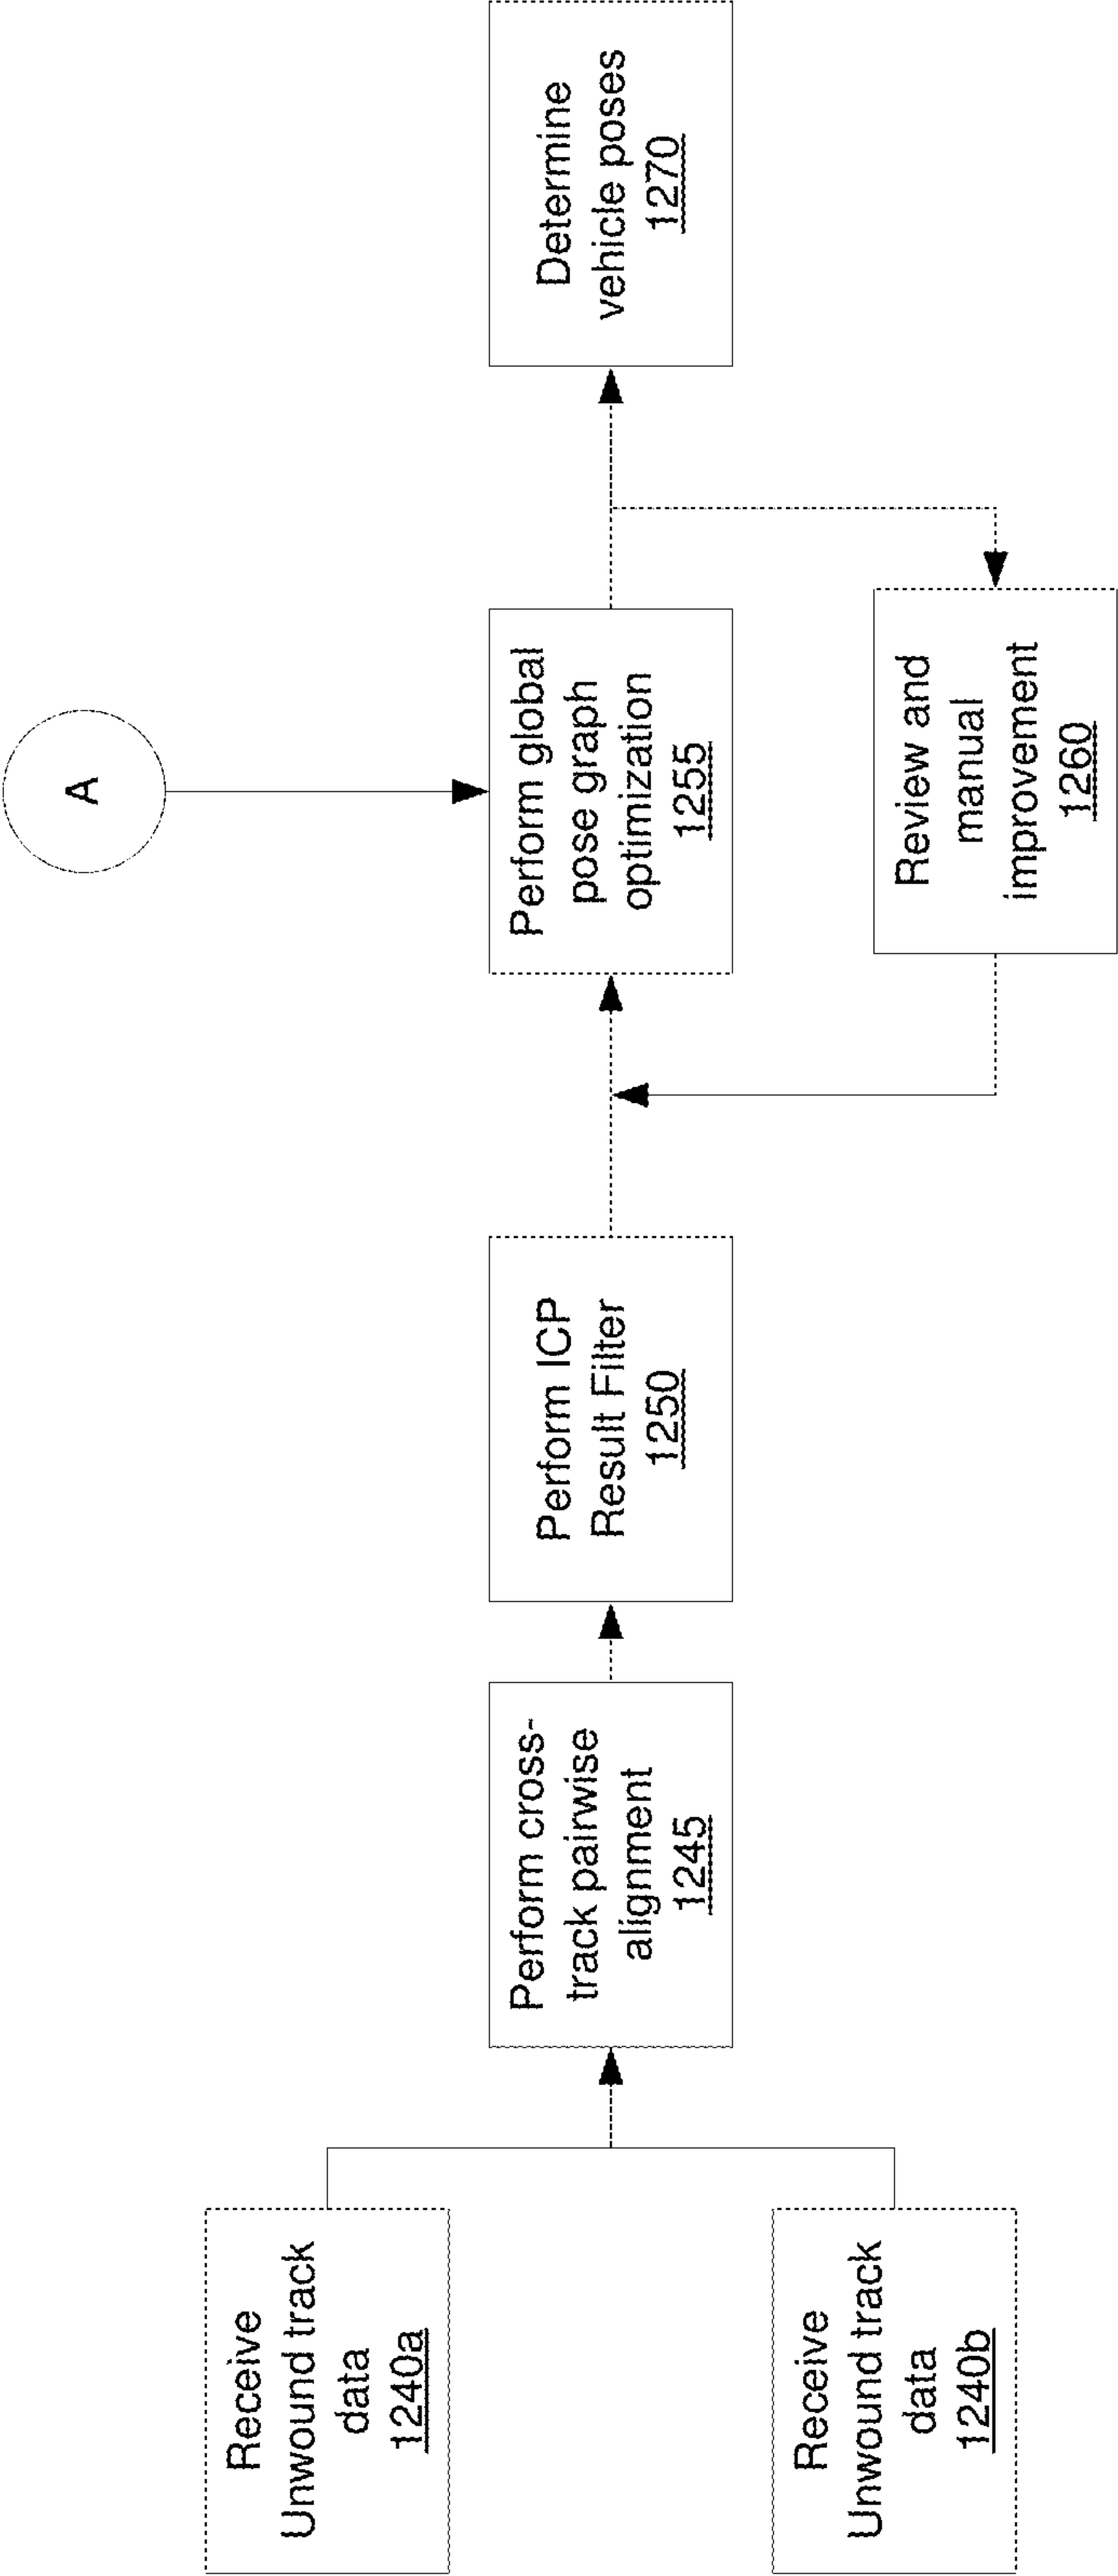 A
Receive
Unwound track
data
1240a
Receive
Unwound track
data
1240b
Perform cross-
track pairwise
alignment
1245
Perform ICP
Result Filter
1250
Perform global
pose graph
optimization
1255
Review and
manual
improvement
1260
Determine
vehicle poses
1270